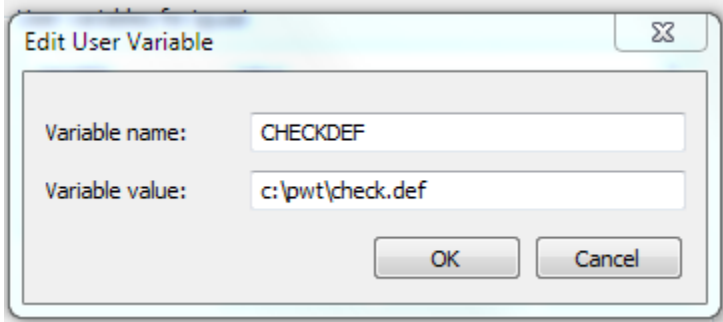 Edit User Variable
Variable name: CHECKDEF
Variable value: c:\pwt\check.def
OK Cancel